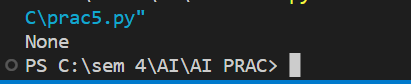 C\prac5.py"
None
PS C:\sem 4\AI\AI PRAC>